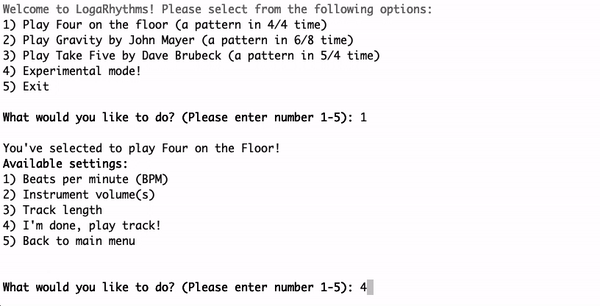 Welcome to LogaRhythms! Please select from the following options:
1) Play Four on the floor (a pattern in 4/4 time)
2) Play Gravity by John Mayer (a pattern in 6/8 time)
3) Play Take Five by Dave Brubeck (a pattern in 5/4 time)
4) Experimental mode!
5) Exit
What would you like to do? (Please enter number 1-5): 1
You've selected to play Four on the Floor!
Available settings:
1) Beats per minute (BPM)
2) Instrument volume(s)
3) Track length
4) I'm done, play track!
5) Back to main menu
What would you like to do? (Please enter number 1-5): 4